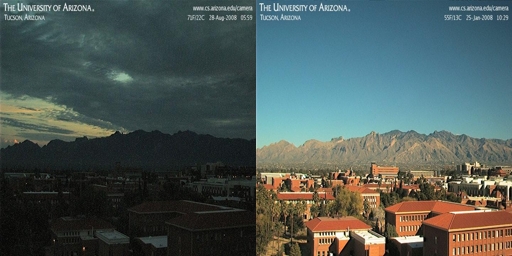 THE UNIVERSITY OF ARIZONA.
TUCSON, ARIZONA
www.cs.arizona.edu/camera
71F/22C 28-Aug-2008 05:59
THE UNIVERSITY OF ARIZONA.
TUCSON, ARIZONA
www.cs.arizona.edu/camera
55F/13C 25-Jan-2008 10:29